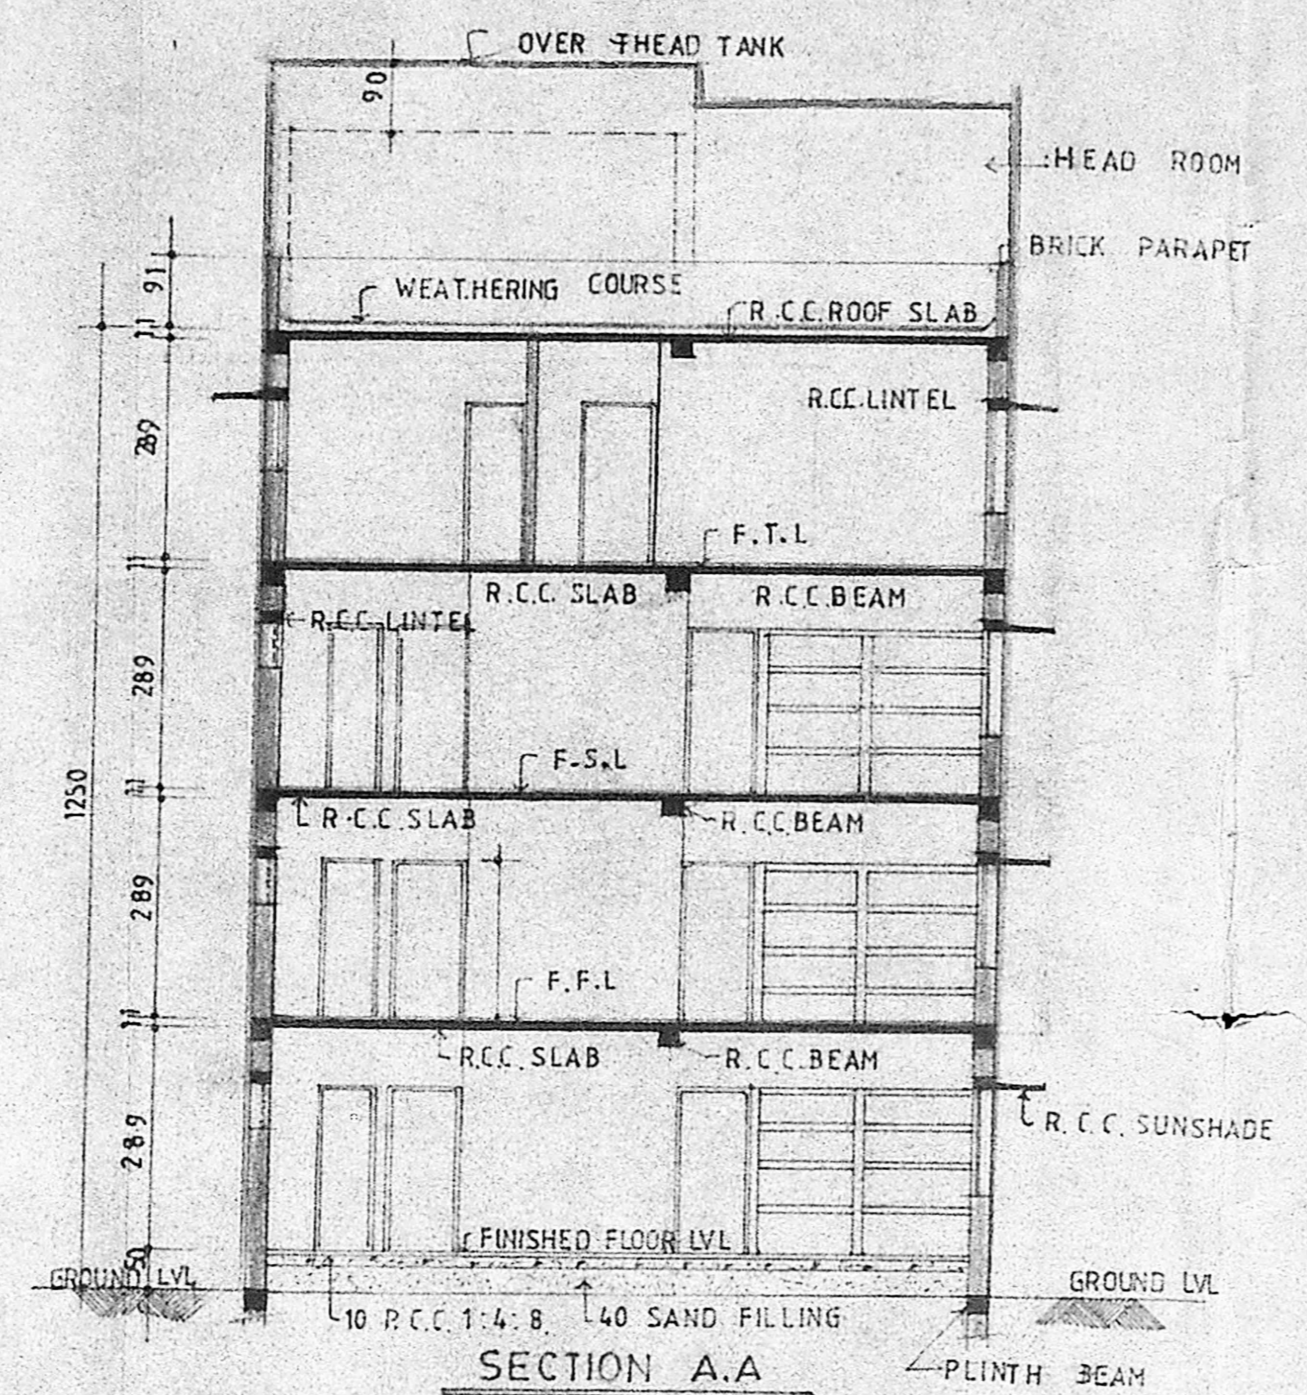 OVER THEAD TANK
90
HEAD ROOM
BRICK PARAPET
91
WEATHERING COURSE
R.C.C.ROOF SLAB
11
R.C.C.LINTEL
289
F.T.L
11
R.C.C. SLAB
R.C.C.BEAM
R.C.C.LINTEL
289
F.S.L
11
R.C.C.SLAB
R.C.C.BEAM
1250
289
F.F.L
11
R.C.C. SLAB
R.C.C.BEAM
R.C.C. SUNSHADE
289
FINISHED FLOOR LVL
50
GROUND LVL
GROUND LVL
10 P.C.C. 1:4:8.
40 SAND FILLING
SECTION A.A
PLINTH BEAM